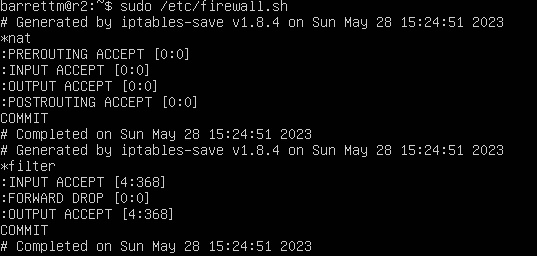 barrettm@r2:~$ sudo /etc/firewall.sh
# Generated by iptables-save v1.8.4 on Sun May 28 15:24:51 2023
*nat
:PREROUTING ACCEPT [0:0]
:INPUT ACCEPT [0:0]
:OUTPUT ACCEPT [0:0]
:POSTROUTING ACCEPT [0:0]
COMMIT
# Completed on Sun May 28 15:24:51 2023
# Generated by iptables-save v1.8.4 on Sun May 28 15:24:51 2023
*filter
:INPUT ACCEPT [4:368]
:FORWARD DROP [0:0]
:OUTPUT ACCEPT [4:368]
COMMIT
# Completed on Sun May 28 15:24:51 2023